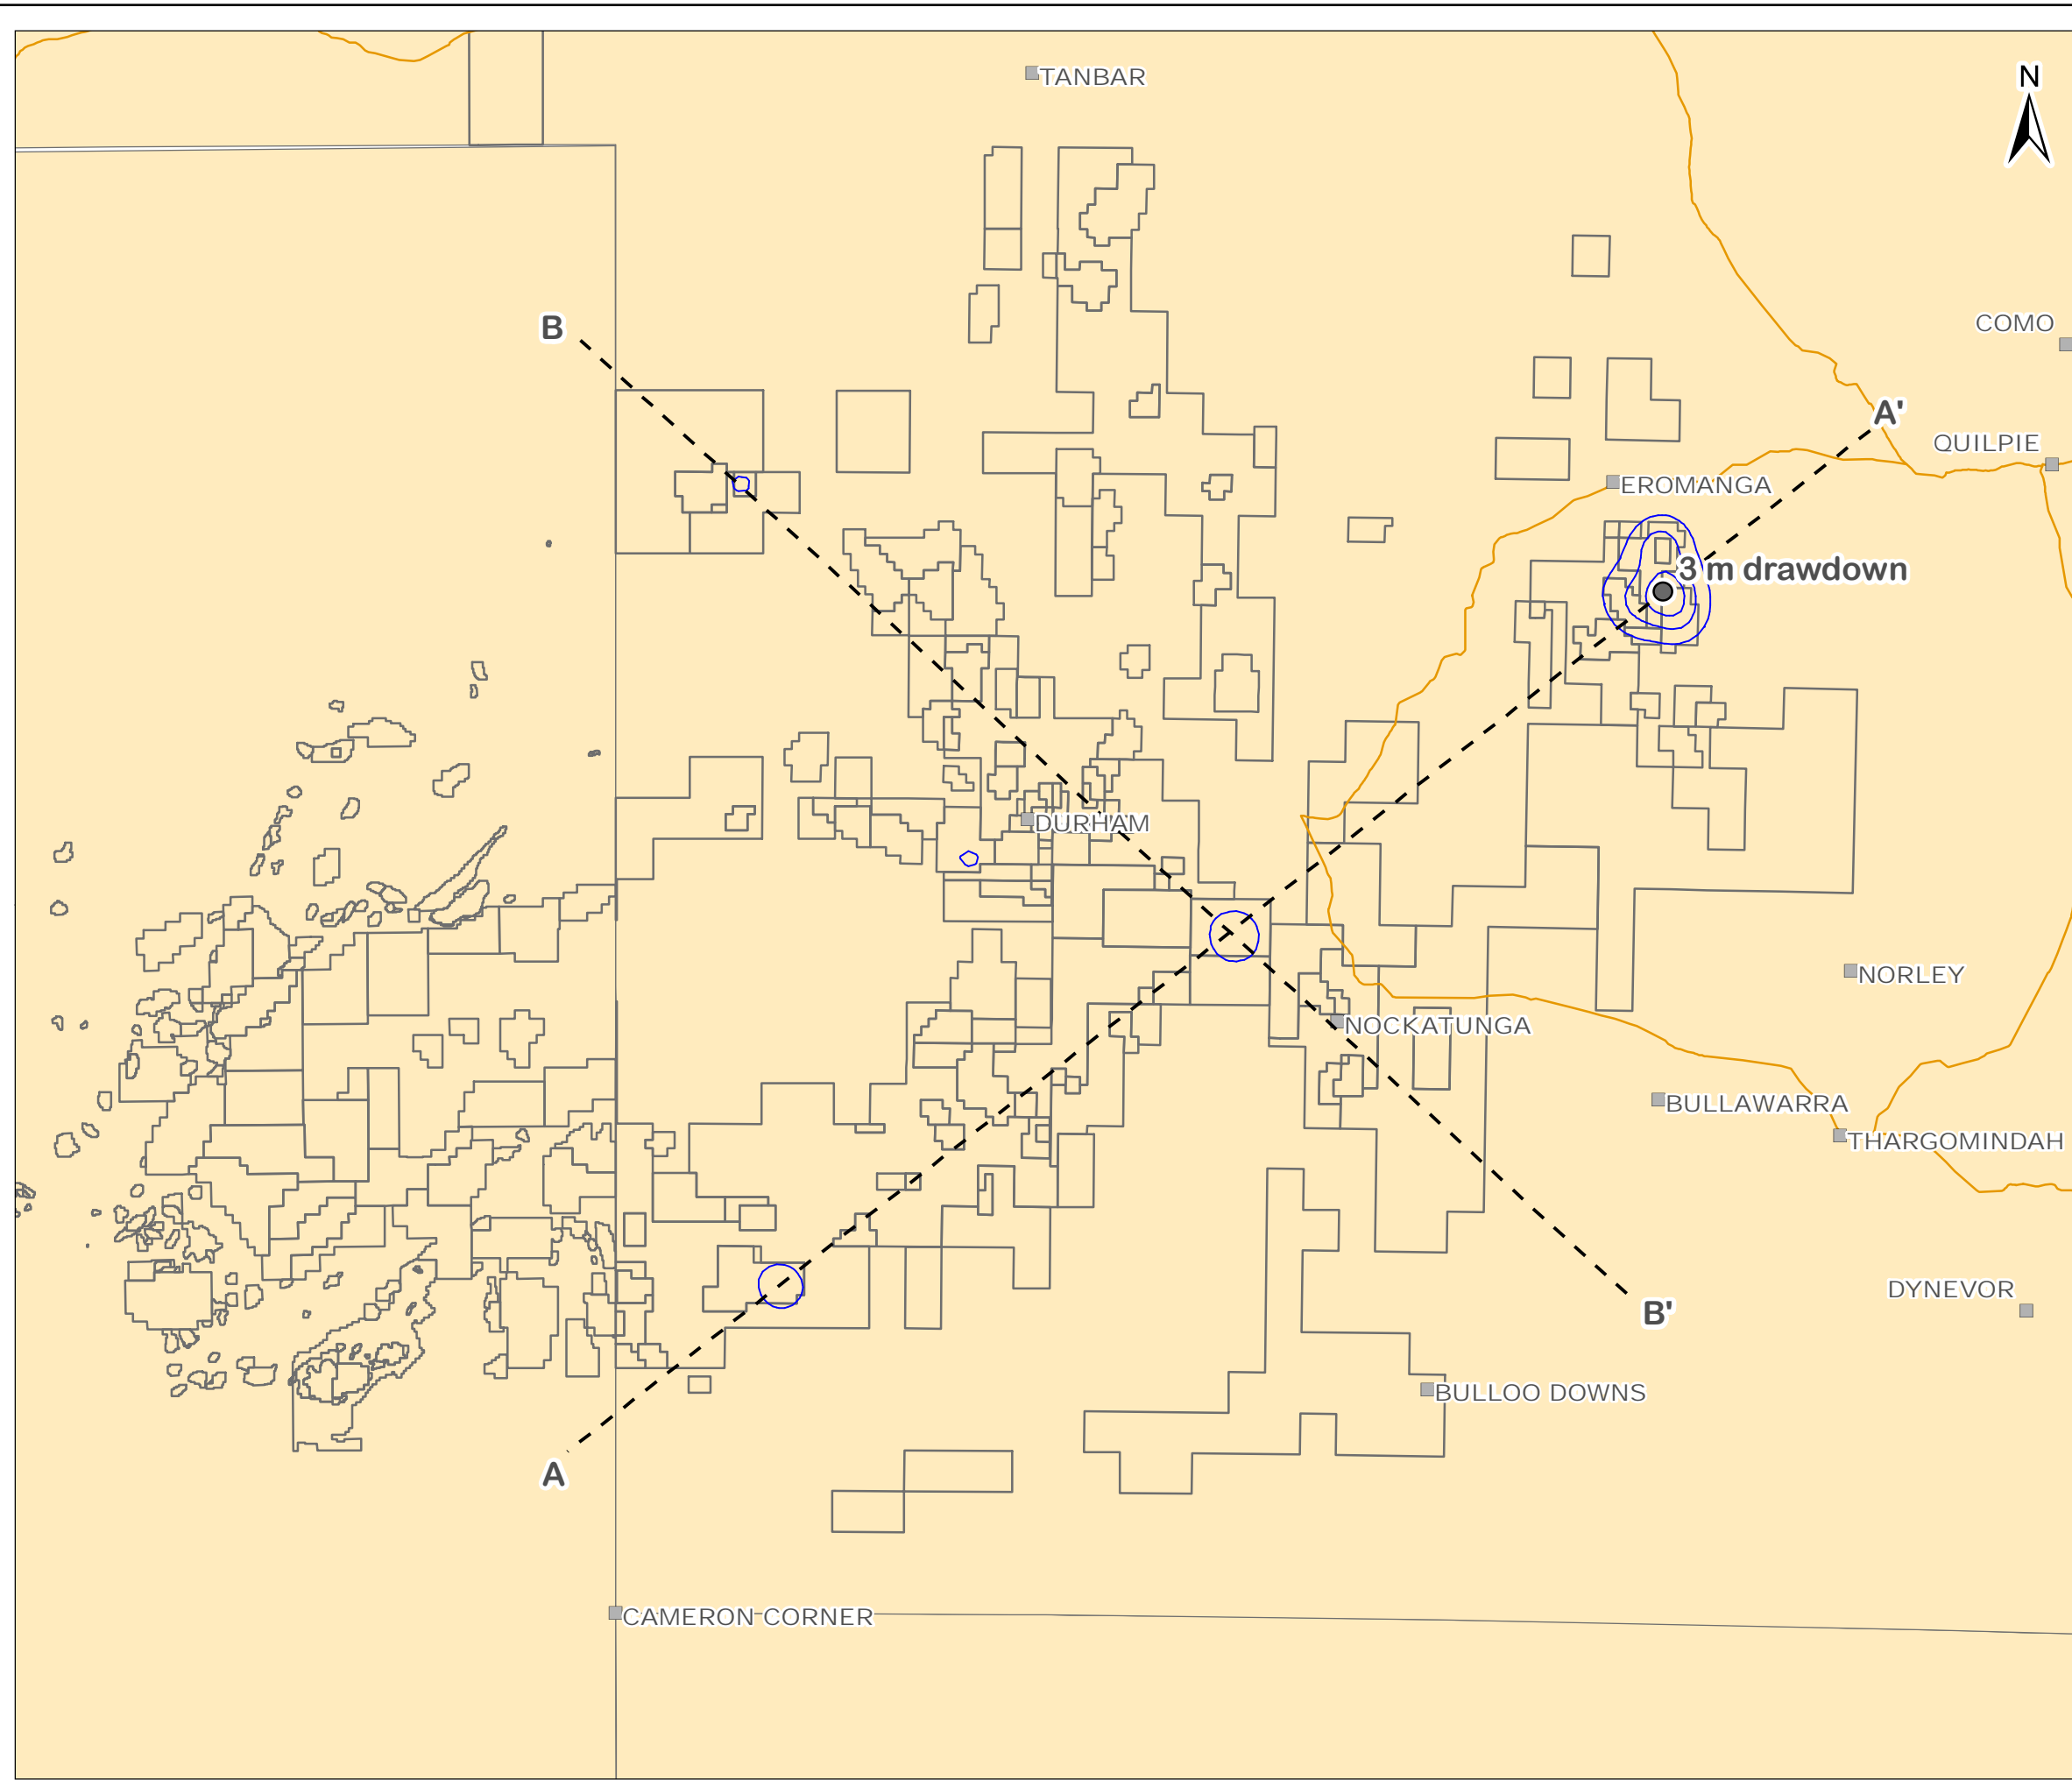 N
TANBAR
COMO
B
A'
QUILPIE
EROMANGA
3 m drawdown
DURHAM
NORLEY
NOCKATUNGA
BULLAWARRA
THARGOMINDAH
DYNEVOR
B'
BULLOO DOWNS
A
CAMERON CORNER